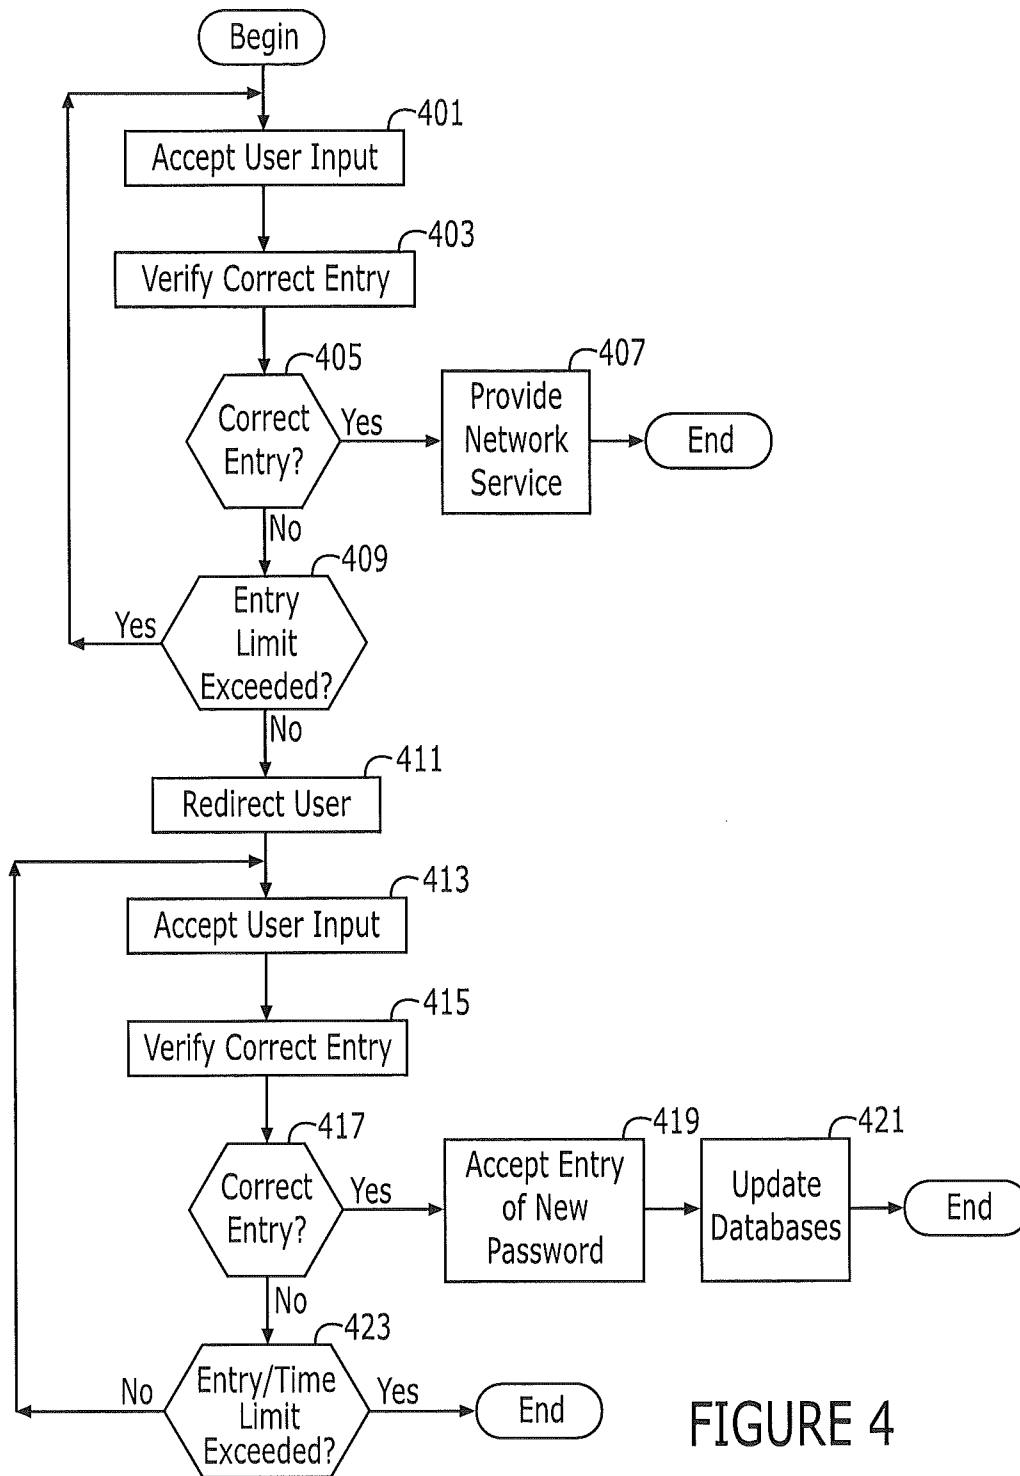 Begin
401
Accept User Input
403
Verify Correct Entry
405
Correct
Entry?
Yes
407
Provide
Network
Service
End
No
409
Entry
Limit
Exceeded?
Yes
No
411
Redirect User
413
Accept User Input
415
Verify Correct Entry
417
Correct
Entry?
Yes
419
Accept Entry
of New
Password
421
Update
Databases
End
No
423
Entry/Time
Limit
Exceeded?
No
Yes
End
FIGURE 4